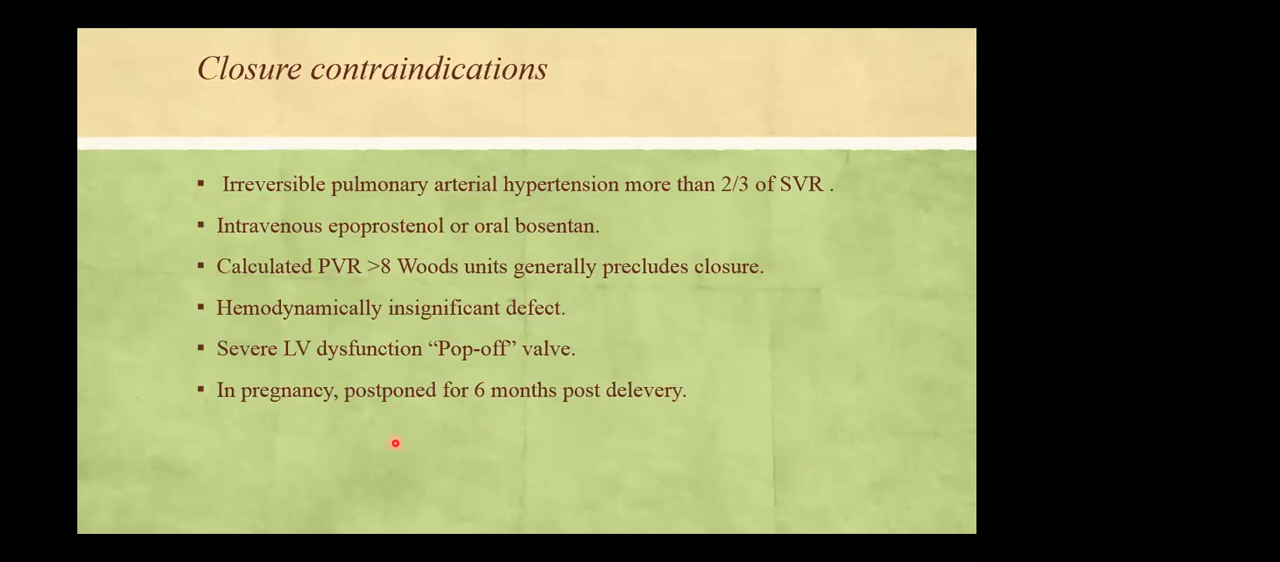 Closure contraindications
▪ Irreversible pulmonary arterial hypertension more than 2/3 of SVR .
▪ Intravenous epoprostenol or oral bosentan.
▪ Calculated PVR >8 Woods units generally precludes closure.
▪ Hemodynamically insignificant defect.
▪ Severe LV dysfunction “Pop-off” valve.
▪ In pregnancy, postponed for 6 months post delevery.